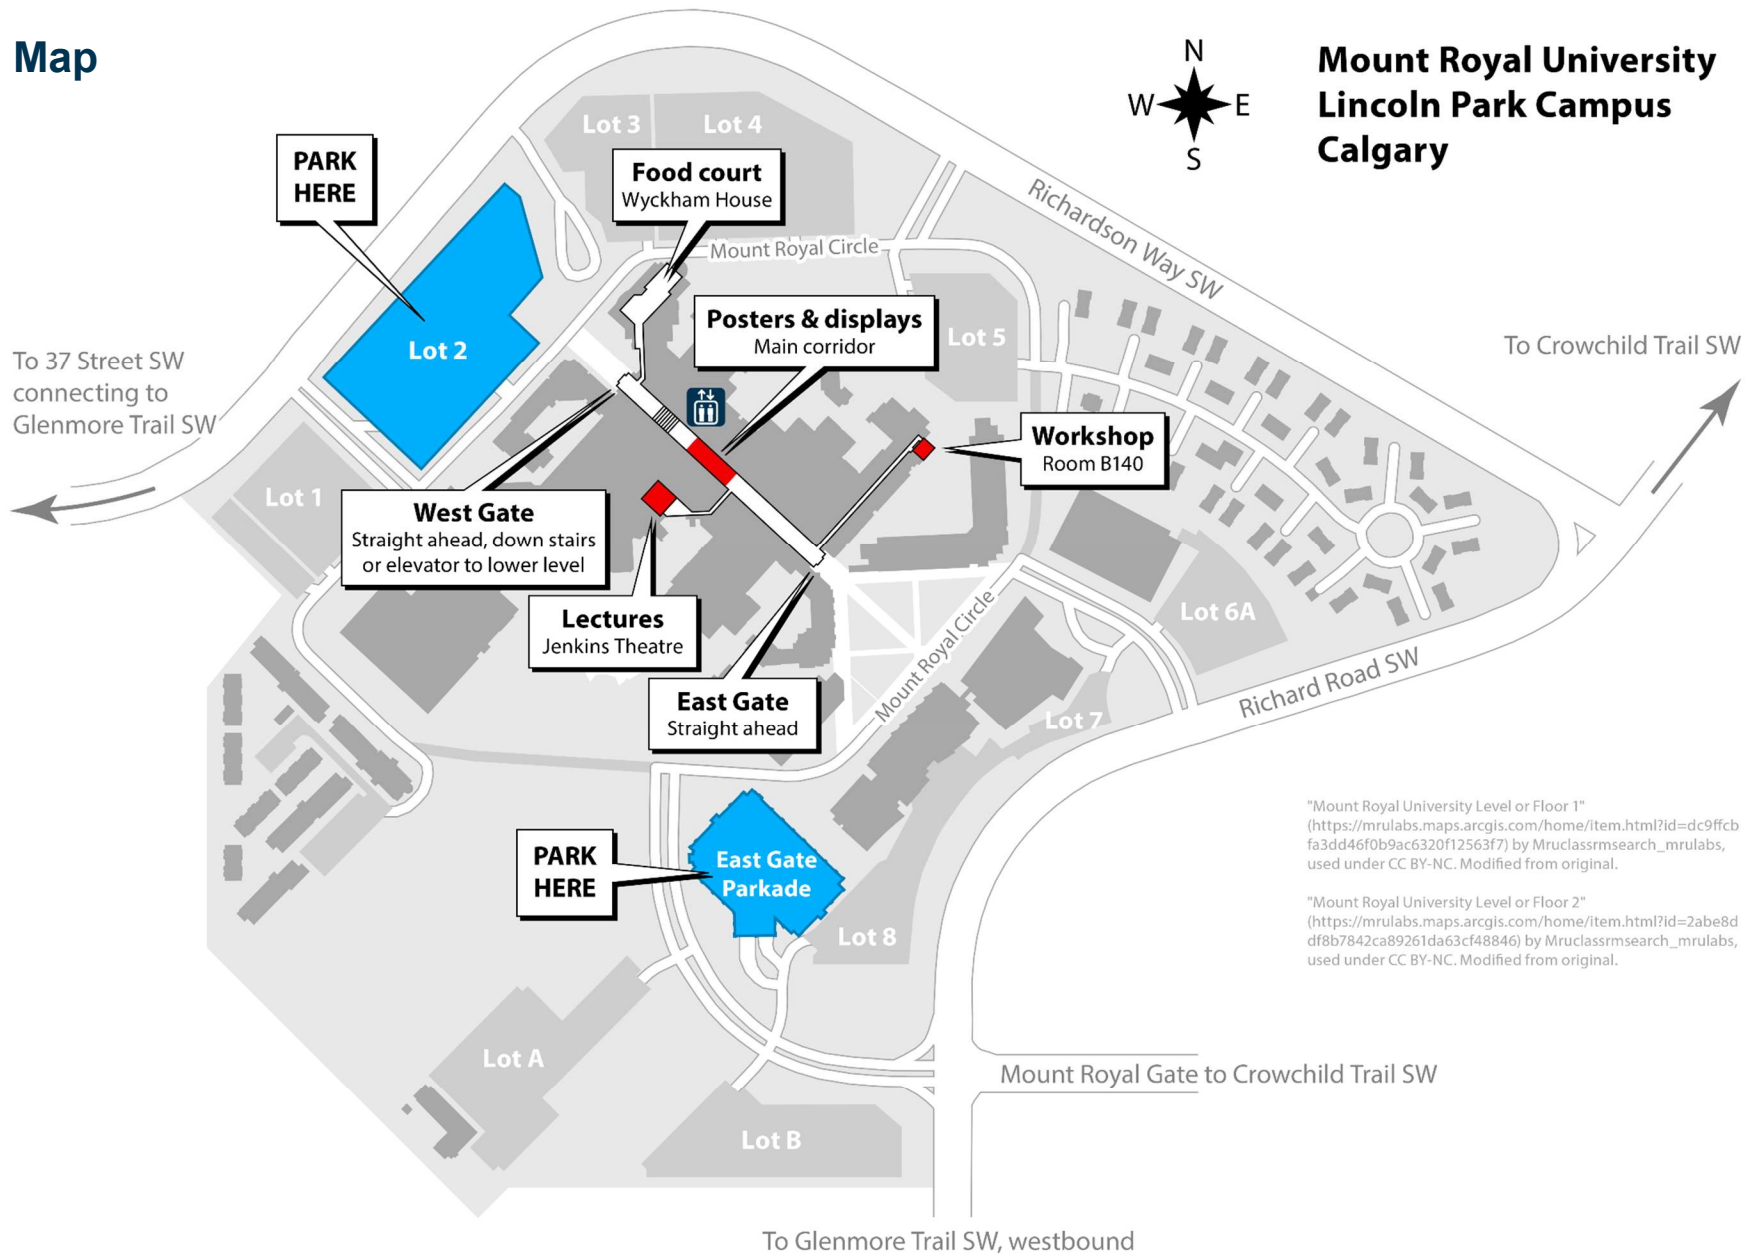 Map
N
W E
S
Mount Royal University
Lincoln Park Campus
Calgary
PARK
HERE
Lot 3
Lot 4
Food court
Wyckham House
Mount Royal Circle
Richardson Way SW
Posters & displays
Main corridor
Lot 2
Lot 5
To Crowchild Trail SW
To 37 Street SW
connecting to
Glenmore Trail SW
Workshop
Room B140
Lot 1
West Gate
Straight ahead, down stairs
or elevator to lower level
Lectures
Jenkins Theatre
Lot 6A
Mount Royal Circle
East Gate
Straight ahead
Richard Road SW
Lot 7
PARK
HERE
East Gate
Parkade
Lot 8
"Mount Royal University Level or Floor 1"
(https://mrulabs.maps.arcgis.com/home/item.html?id=dc9ffcb
fa3dd46f0b9ac6320f12563f7) by Mruclassrmsearch_mrulabs,
used under CC BY-NC. Modified from original.
"Mount Royal University Level or Floor 2"
(https://mrulabs.maps.arcgis.com/home/item.html?id=2abe8d
df8b7842ca89261da63cf48846) by Mruclassrmsearch_mrulabs,
used under CC BY-NC. Modified from original.
Lot A
Mount Royal Gate to Crowchild Trail SW
Lot B
To Glenmore Trail SW, westbound